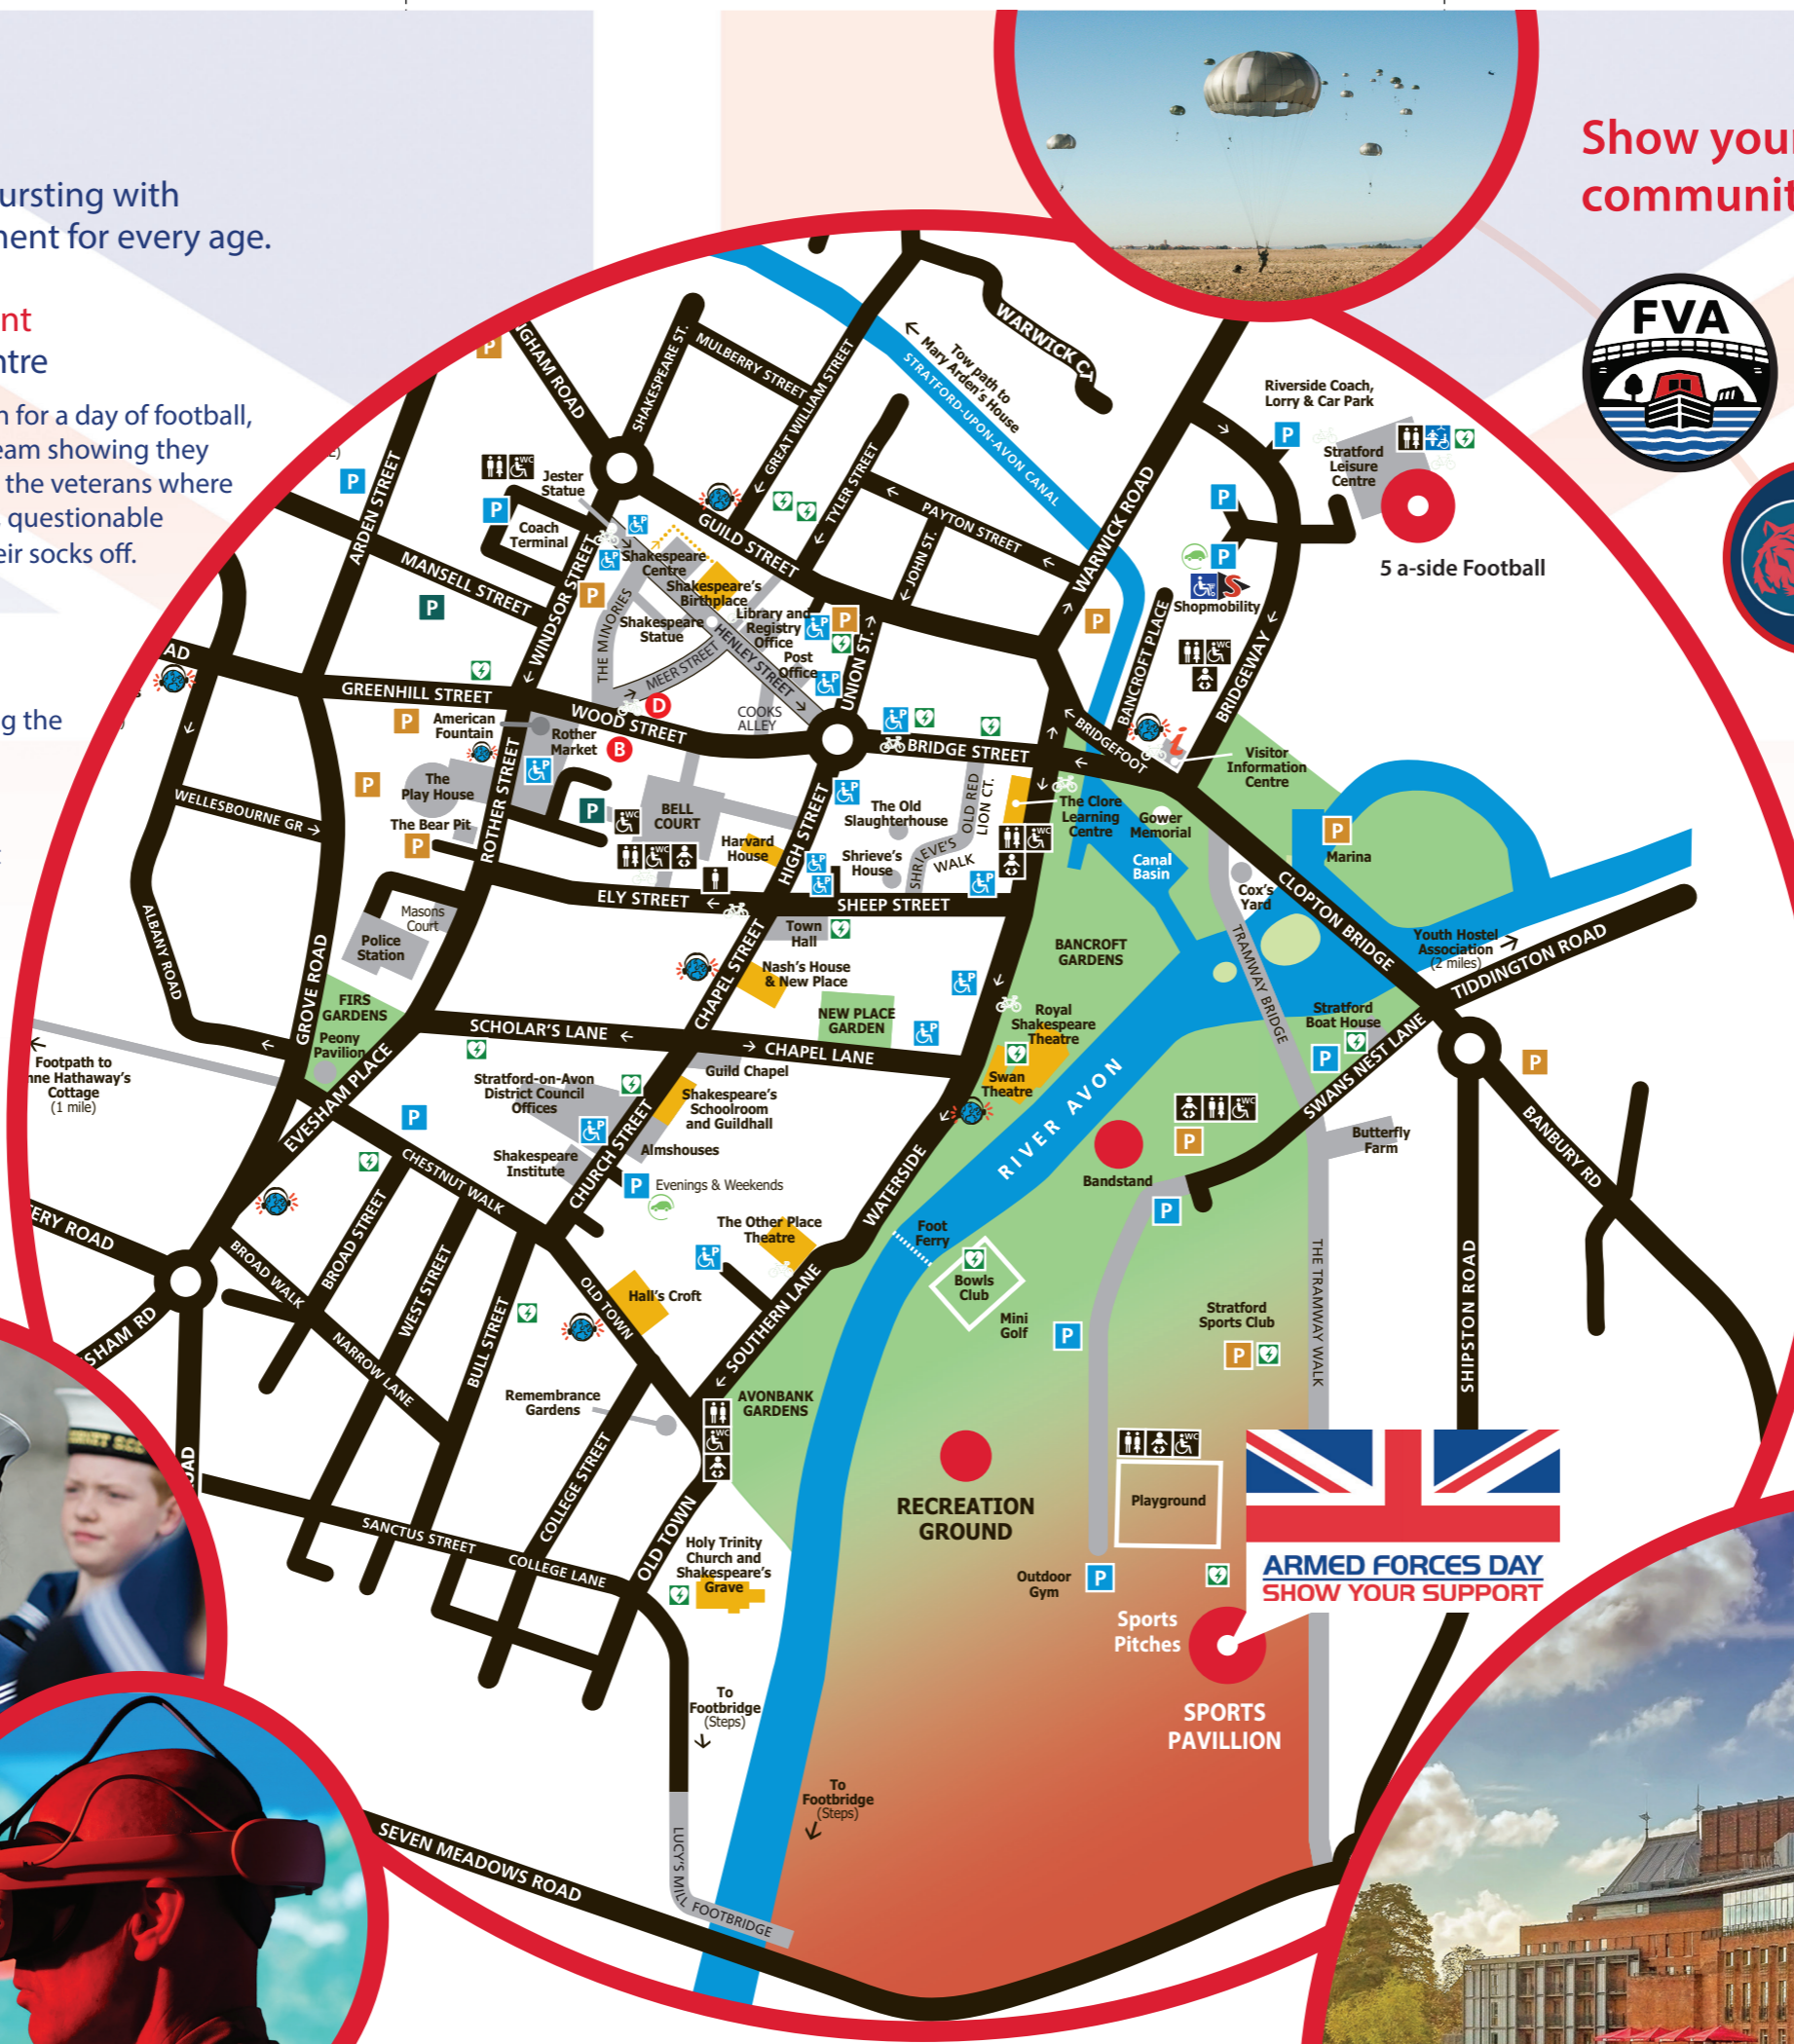 ursting with
ment for every age.
nt
ntre
n for a day of football,
eam showing they
the veterans where
questionable
eir socks off.
ng the
Show your
communit
FVA
WARWICK CT.
Tow path to
Mary Arden's House
STRATFORD-UPON-AVON CANAL
NGHAM ROAD
SHAKESPEARE ST.
MULBERRY STREET
GREAT WILLIAM STREET
TYLER STREET
PAYTON STREET
JOHN ST.
WARWICK ROAD
Riverside Coach,
Lorry & Car Park
Stratford
Leisure
Centre
5 a-side Football
Jester
Statue
Coach
Terminal
ARDEN STREET
MANSELL STREET
WINDSOR STREET
GUILD STREET
Shakespeare
Centre
Shakespeare's
Birthplace
Shakespeare
Statue
Library and
Registry
Office
Post
Office
THE MINORIES
MEER STREET
HENLEY STREET
UNION ST.
Shopmobility
BANCROFT PLACE
BRIDGEWAY
BRIDGEFOOT
Visitor
Information
Centre
AD
GREENHILL STREET
WOOD STREET
COOKS
ALLEY
BRIDGE STREET
American
Fountain
Rother
Market
D
B
The
Play House
The Bear Pit
WELLESBOURNE GR
ROTHER STREET
BELL
COURT
Harvard
House
HIGH STREET
The Old
Slaughterhouse
Shrieve's
House
SHRIEVE'S
WALK
OLD RED
LION CT.
The Clore
Learning
Centre
Gower
Memorial
Canal
Basin
Cox's
Yard
Marina
CLOPTON BRIDGE
Youth Hostel
Association
(2 miles)
TIDDINGTON ROAD
ELY STREET
SHEEP STREET
Masons
Court
Police
Station
Town
Hall
Nash's House
& New Place
NEW PLACE
GARDEN
BANCROFT
GARDENS
TRAMWAY BRIDGE
ALBANY ROAD
GROVE ROAD
FIRS
GARDENS
Peony
Pavilion
CHAPEL STREET
SCHOLAR'S LANE
CHAPEL LANE
Guild Chapel
Royal
Shakespeare
Theatre
Swan
Theatre
Stratford
Boat House
SWANS NEST LANE
Footpath to
nne Hathaway's
Cottage
(1 mile)
EVESHAM PLACE
Stratford-on-Avon
District Council
Offices
Shakespeare's
Schoolroom
and Guildhall
Almshouses
Shakespeare
Institute
CHURCH STREET
Evenings & Weekends
RIVER AVON
Bandstand
Butterfly
Farm
BANBURY RD
CHESTNUT WALK
WATERSIDE
The Other Place
Theatre
Foot
Ferry
Bowls
Club
Mini
Golf
Stratford
Sports Club
THE TRAMWAY WALK
SHIPSTON ROAD
ERY ROAD
BROAD WALK
BROAD STREET
WEST STREET
NARROW LANE
BULL STREET
OLD TOWN
Hall's Croft
SOUTHERN LANE
SHAM RD
Remembrance
Gardens
AVONBANK
GARDENS
COLLEGE STREET
RECREATION
GROUND
Playground
ARMED FORCES DAY
SHOW YOUR SUPPORT
OAD
SANCTUS STREET
COLLEGE LANE
OLD TOWN
Holy Trinity
Church and
Shakespeare's
Grave
Outdoor
Gym
Sports
Pitches
SPORTS
PAVILLION
To
Footbridge
(Steps)
To
Footbridge
(Steps)
SEVEN MEADOWS ROAD
LUCY'S MILL FOOTBRIDGE